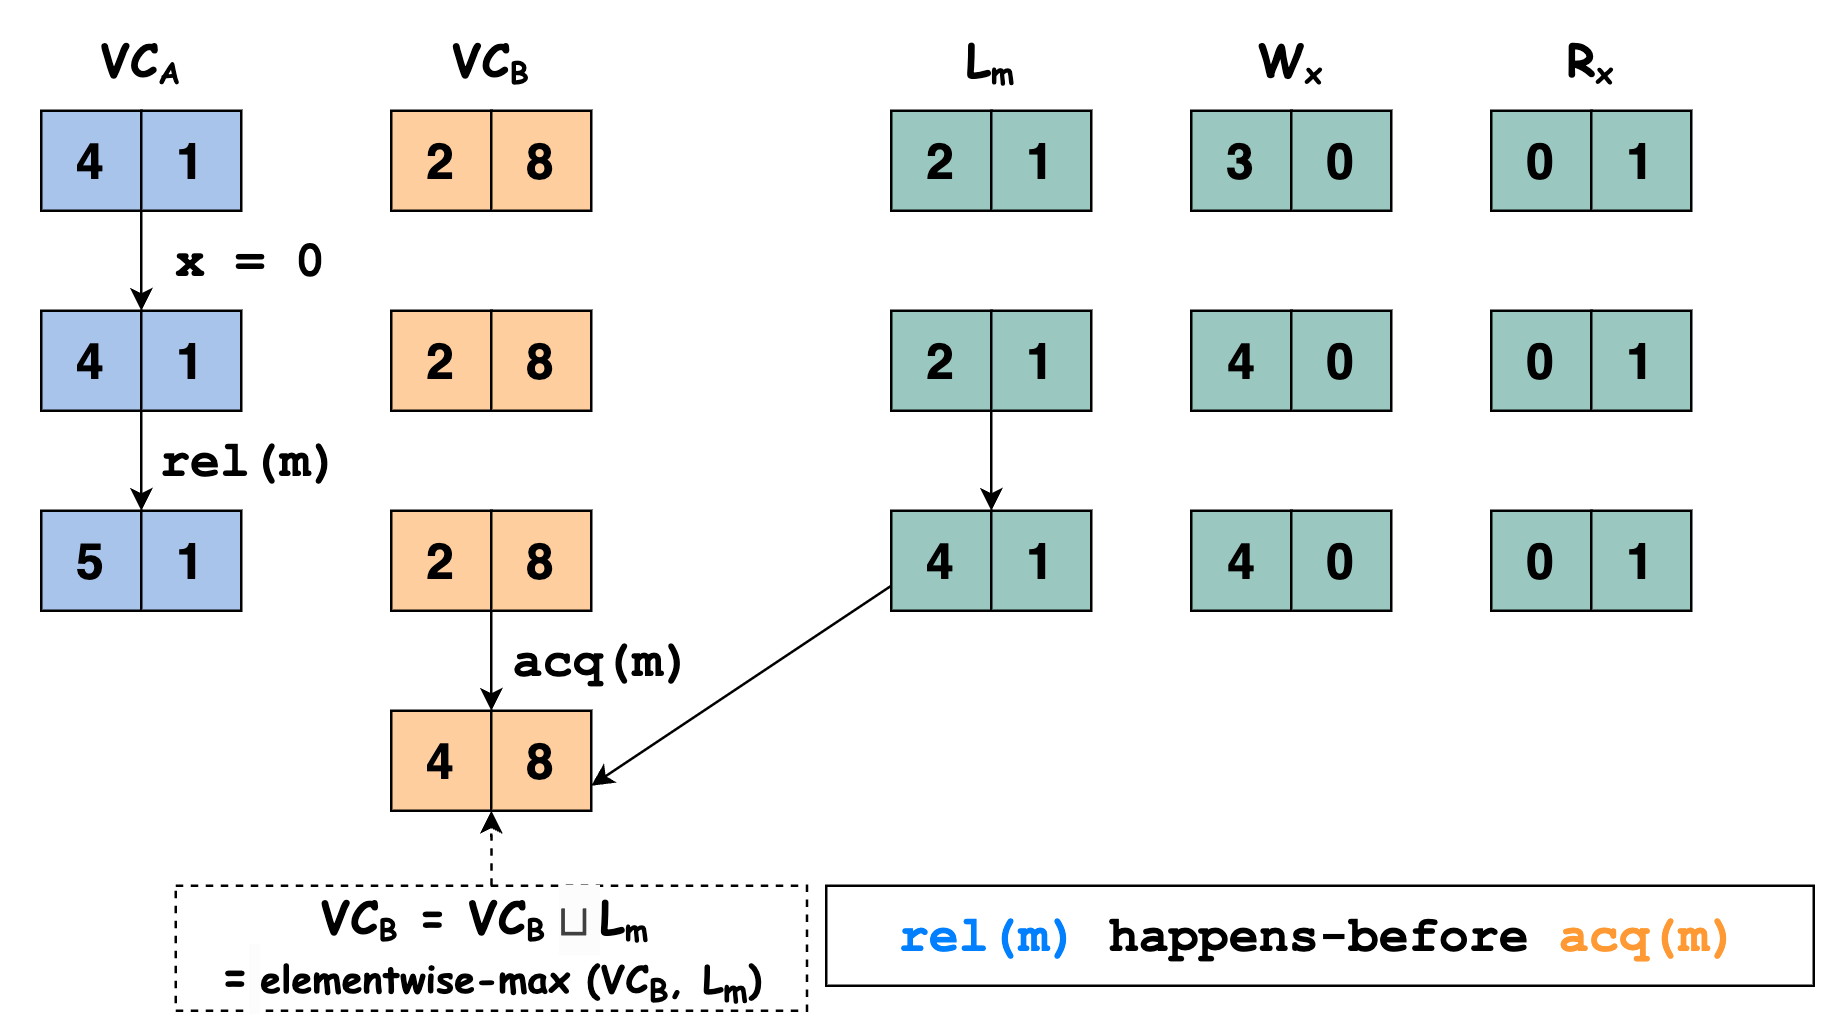 VC_A VC_B L_m W_x R_x
4 1 2 8 2 1 3 0 0 1
x = 0
4 1 2 8 2 1 4 0 0 1
rel(m)
5 1 2 8 4 1 4 0 0 1
acq(m)
4 8
VC_B = VC_B ⊔ L_m
= elementwise-max (VC_B, L_m)
rel(m) happens-before acq(m)